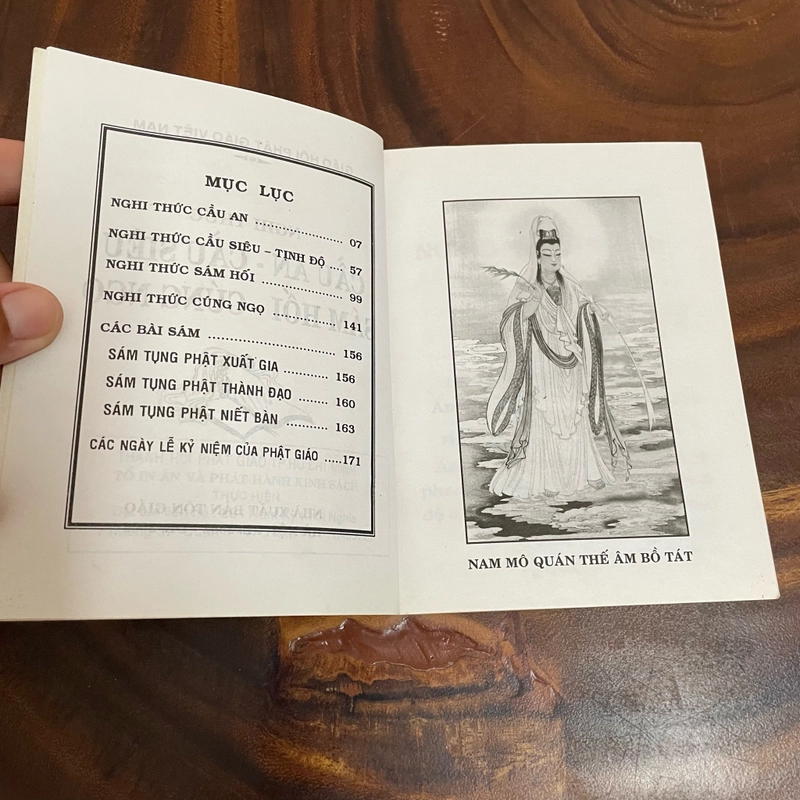 MỤC LỤC
NGHI THỨC CẦU AN .................... 07
NGHI THỨC CẦU SIÊU – TỊNH ĐỘ .... 57
NGHI THỨC SÁM HỐI .................... 99
NGHI THỨC CÚNG NGỌ ................ 141
CÁC BÀI SÁM ............................ 156
SÁM TỤNG PHẬT XUẤT GIA ............ 156
SÁM TỤNG PHẬT THÀNH ĐẠO ......... 160
SÁM TỤNG PHẬT NIẾT BÀN ............ 163
CÁC NGÀY LỄ KỶ NIỆM CỦA PHẬT GIÁO .....171
NAM MÔ QUÁN THẾ ÂM BỒ TÁT